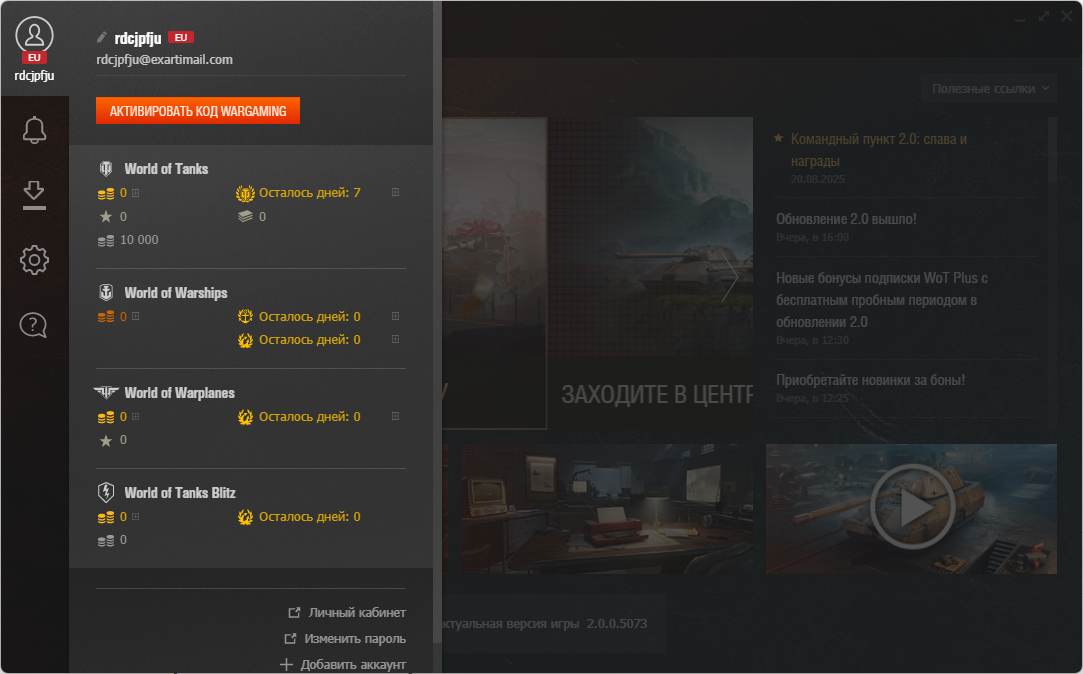 EU
rdcjpfju
rdcjpfju EU
rdcjpfju@exartimail.com
АКТИВИРОВАТЬ КОД WARGAMING
World of Tanks
0 Осталось дней: 7
0 0
10 000
World of Warships
0 Осталось дней: 0
Осталось дней: 0
World of Warplanes
0 Осталось дней: 0
0
World of Tanks Blitz
0 Осталось дней: 0
0
Личный кабинет
Изменить пароль
Добавить аккаунт
Полезные ссылки
ЗАХОДИТЕ В ЦЕНТР
Командный пункт 2.0: слава и
награды
20.08.2025
Обновление 2.0 вышло!
Вчера, в 16:00
Новые бонусы подписки WoT Plus с
бесплатным пробным периодом в
обновлении 2.0
Вчера, в 12:30
Приобретайте новинки за боны!
Вчера, в 12:25
ктуальная версия игры 2.0.0.5073